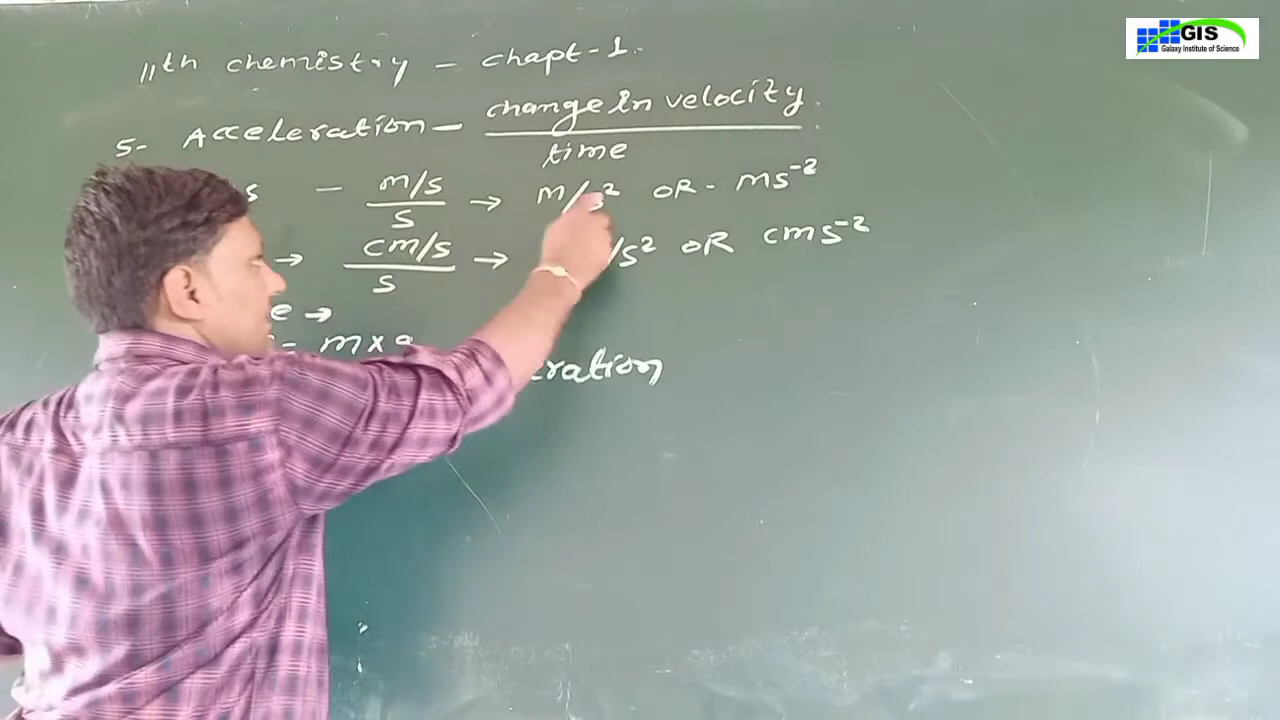 GIS
Galaxy Institute of Science
11th chemistry - chapt-1.
5- Acceleration - change in velocity.
time
s - m/s / s → m/s² OR - ms⁻²
→ cm/s / s → /s² OR cms⁻²
e →
= m×a
eration